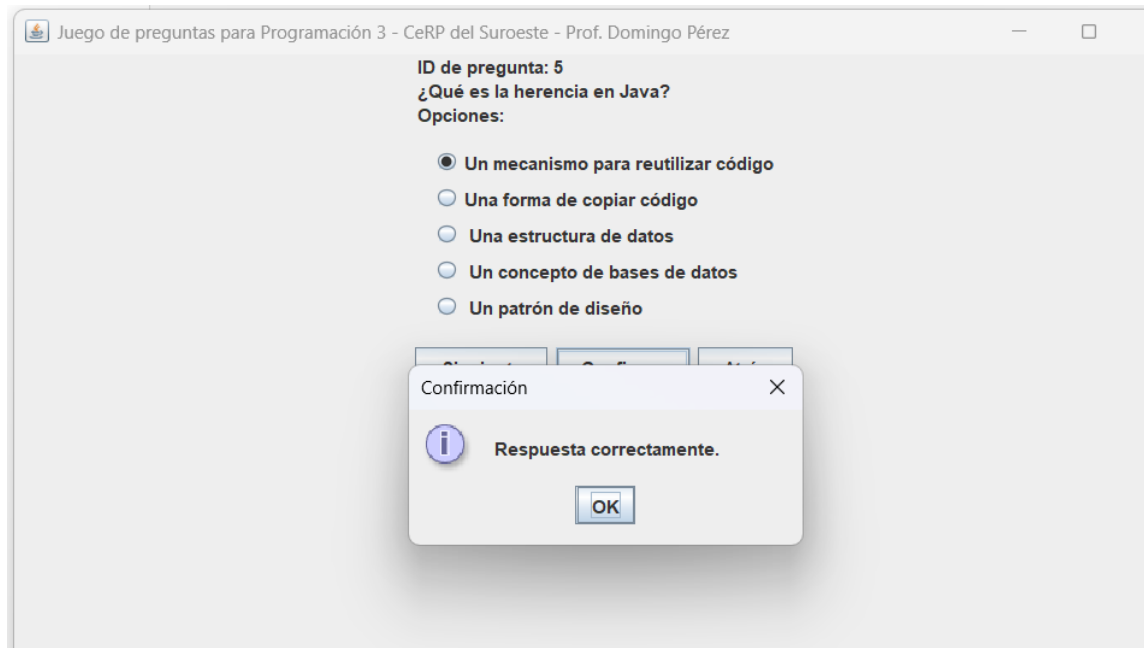 Juego de preguntas para Programación 3 - CeRP del Suroeste - Prof. Domingo Pérez
ID de pregunta: 5
¿Qué es la herencia en Java?
Opciones:
Un mecanismo para reutilizar código
Una forma de copiar código
Una estructura de datos
Un concepto de bases de datos
Un patrón de diseño
Confirmación
Respuesta correctamente.
OK